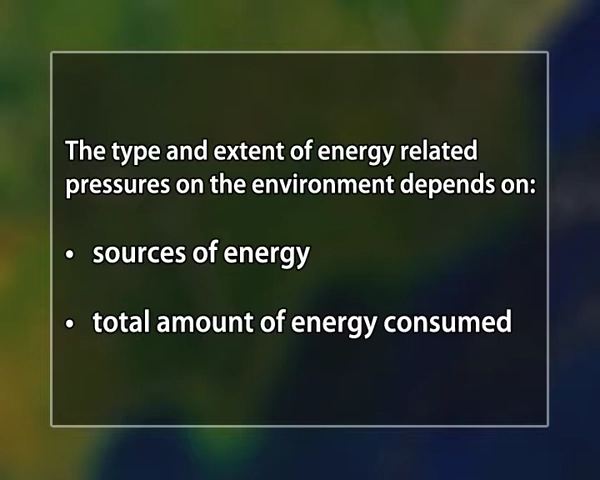 The type and extent of energy related
pressures on the environment depends on:
• sources of energy
• total amount of energy consumed